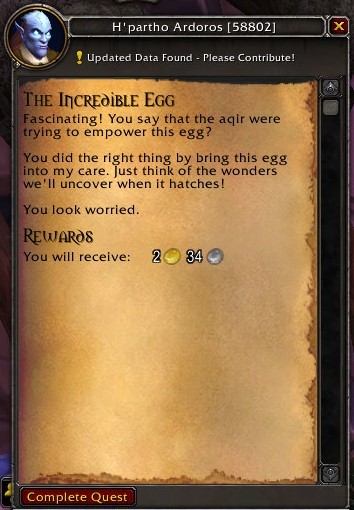 H'partho Ardoros [58802]
Updated Data Found - Please Contribute!
The Incredible Egg
Fascinating! You say that the aqir were
trying to empower this egg?
You did the right thing by bring this egg
into my care. Just think of the wonders
we'll uncover when it hatches!
You look worried.
Rewards
You will receive: 2 34
Complete Quest